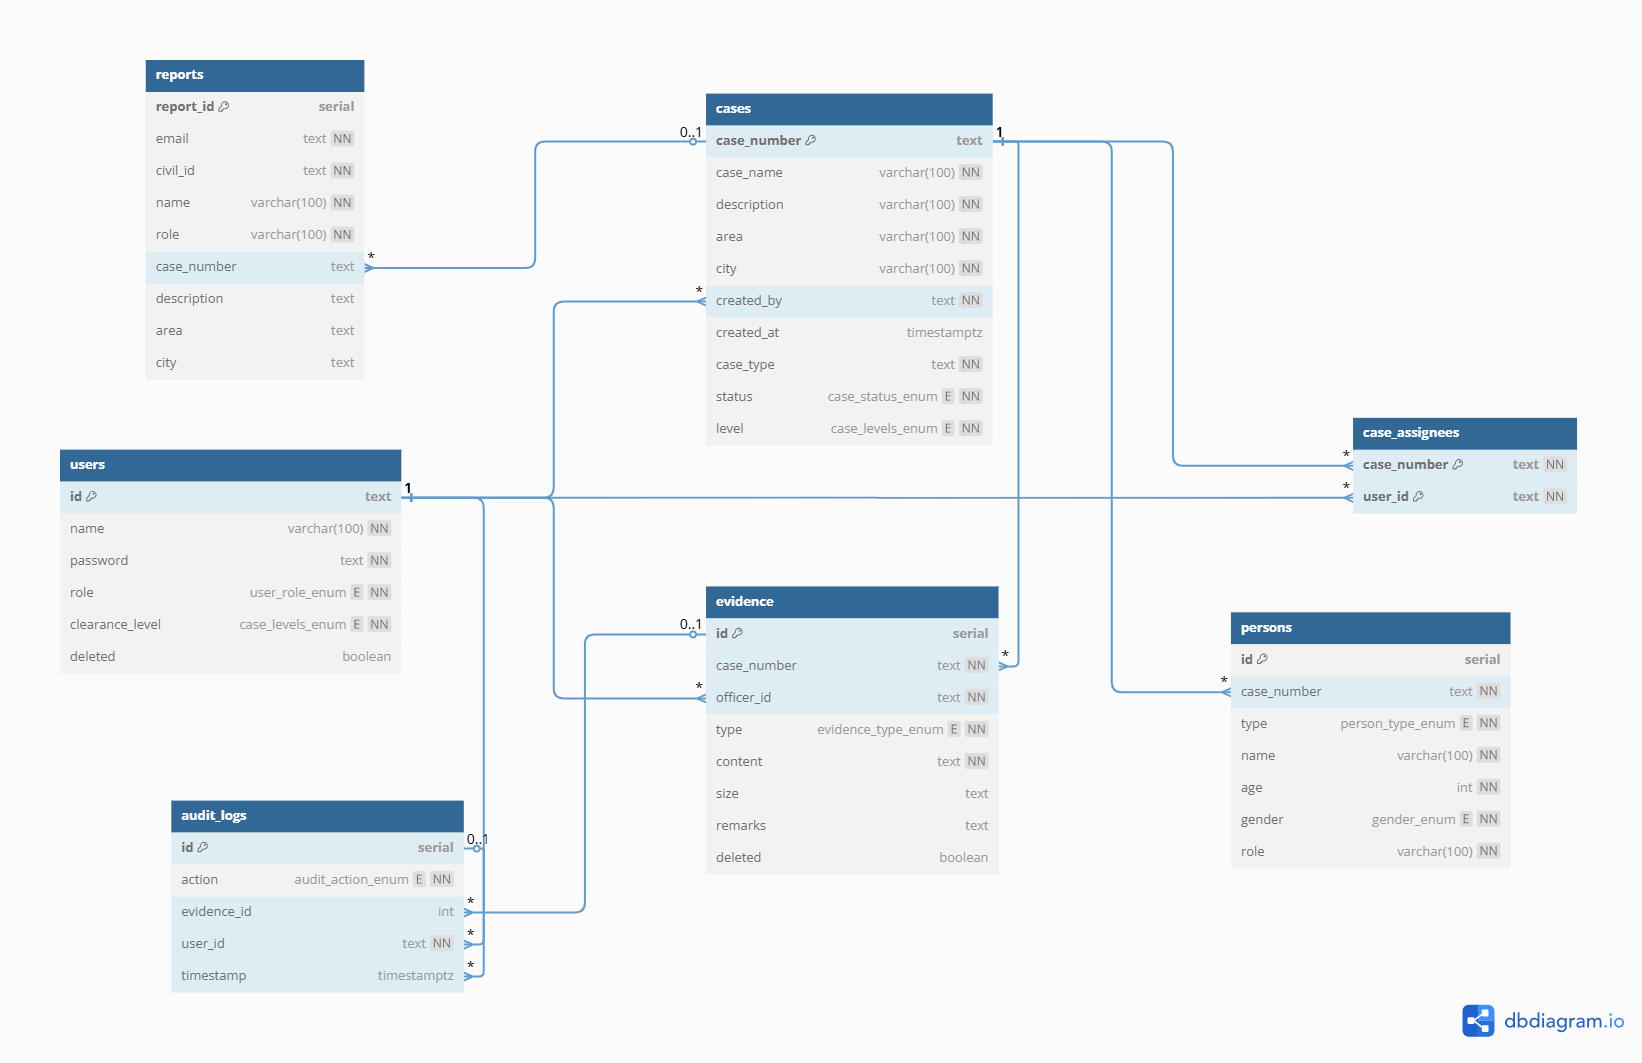 reports
report_id serial
email text NN
civil_id text NN
name varchar(100) NN
role varchar(100) NN
case_number text
*
description text
area text
city text
cases
0..1
case_number text
1
case_name varchar(100) NN
description varchar(100) NN
area varchar(100) NN
city varchar(100) NN
*
created_by text NN
created_at timestamptz
case_type text NN
status case_status_enum E NN
level case_levels_enum E NN
users
id text
1
name varchar(100) NN
password text NN
role user_role_enum E NN
clearance_level case_levels_enum E NN
deleted boolean
case_assignees
*
case_number text NN
*
user_id text NN
evidence
0..1
id serial
case_number text NN
*
*
officer_id text NN
type evidence_type_enum E NN
content text NN
size text
remarks text
deleted boolean
persons
id serial
*
case_number text NN
type person_type_enum E NN
name varchar(100) NN
age int NN
gender gender_enum E NN
role varchar(100) NN
audit_logs
id serial
0..1
action audit_action_enum E NN
evidence_id int
*
user_id text NN
*
timestamp timestamptz
*
dbdiagram.io